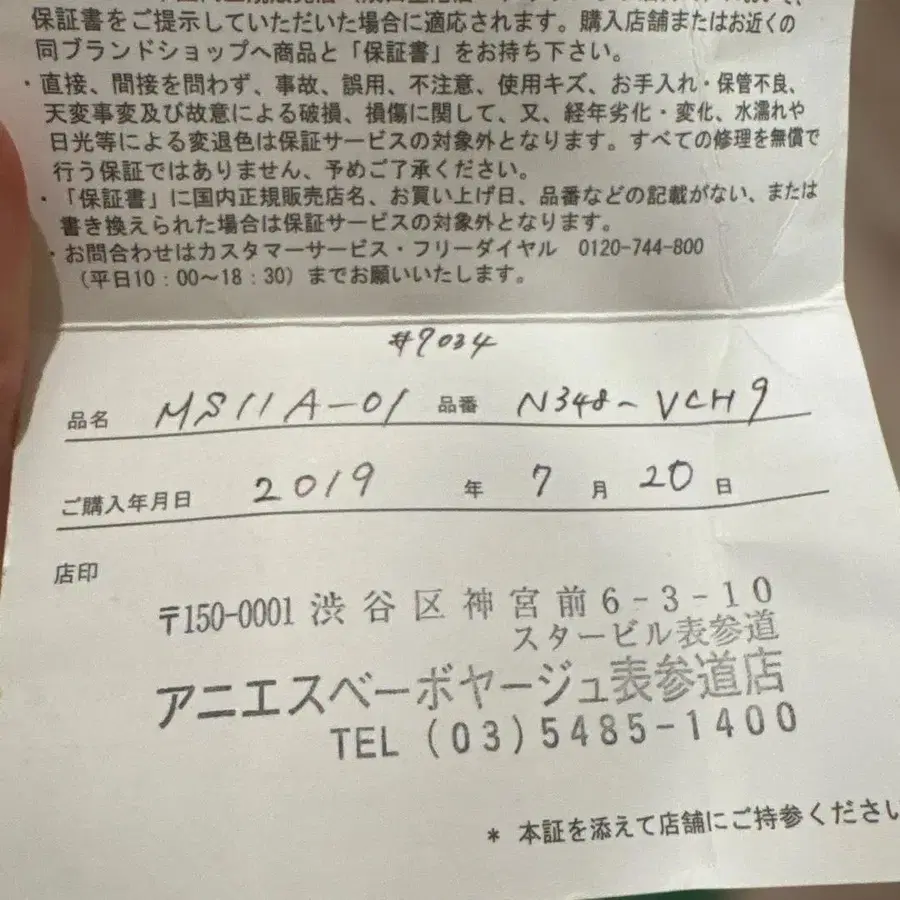 保証書をご提示していただいた場合に適応されます。購入店舗またはお近くの
同ブランドショップへ商品と「保証書」をお持ち下さい。
・直接、間接を問わず、事故、誤用、不注意、使用キズ、お手入れ・保管不良、
天変事変及び故意による破損、損傷に関して、又、経年劣化・変化、水濡れや
日光等による変退色は保証サービスの対象外となります。すべての修理を無償で
行う保証ではありません、予めご了承ください。
・「保証書」に国内正規販売店名、お買い上げ日、品番などの記載がない、または
書き換えられた場合は保証サービスの対象外となります。
・お問合わせはカスタマーサービス・フリーダイヤル 0120-744-800
(平日10:00〜18:30)までお願いいたします。
#9034
品名 MS11A-01 品番 N348-VCH9
ご購入年月日 2019 年 7 月 20 日
店印
〒150-0001 渋谷区神宮前6-3-10
スタービル表参道
アニエスベーボヤージュ表参道店
TEL (03)5485-1400
* 本証を添えて店舗にご持参ください